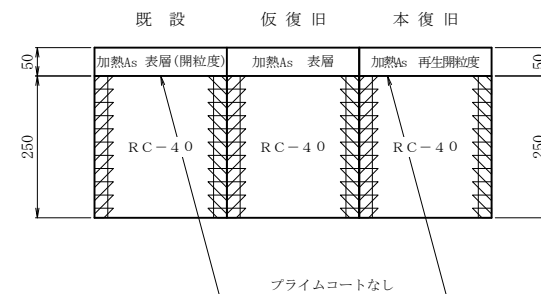 既設 仮復旧 本復旧
50 加熱As 表層(開粒度) 加熱As 表層 加熱As 再生開粒度 50
250 RC-40 RC-40 RC-40 250
プライムコートなし